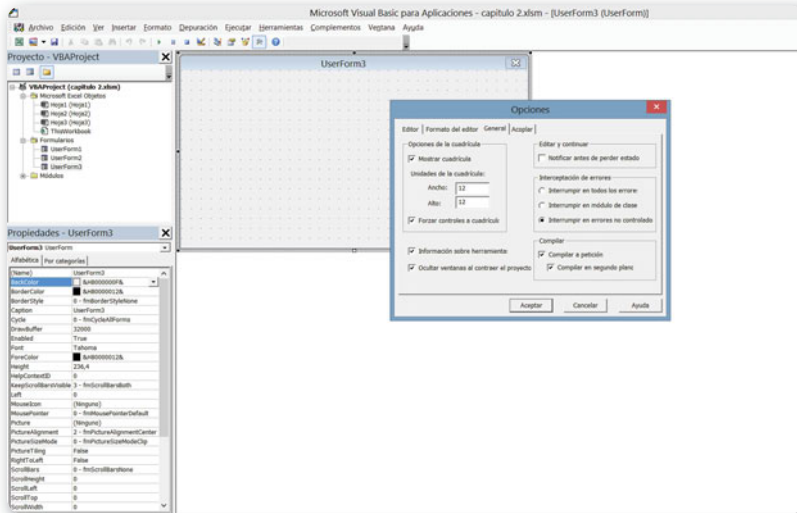 Microsoft Visual Basic para Aplicaciones - capitulo 2.xlsm - [UserForm3 (UserForm)]
Archivo Edición Ver Insertar Formato Depuración Ejecutar Herramientas Complementos Ventana Ayuda
Proyecto - VBAProject
VBAProject (capitulo 2.xlsm)
Microsoft Excel Objetos
Hoja1 (Hoja1)
Hoja2 (Hoja2)
Hoja3 (Hoja3)
ThisWorkbook
Formularios
UserForm1
UserForm2
UserForm3
Módulos
Propiedades - UserForm3
UserForm3 UserForm
Alfabética Por categorías
(Name) UserForm3
BackColor &H8000000F&
BorderColor &H80000012&
BorderStyle 0 - fmBorderStyleNone
Caption UserForm3
Cycle 0 - fmCycleAllForms
DrawBuffer 32000
Enabled True
Font Tahoma
ForeColor &H80000012&
Height 236,4
HelpContextID 0
KeepScrollBarsVisible 3 - fmScrollBarsBoth
Left 0
MouseIcon (Ninguno)
MousePointer 0 - fmMousePointerDefault
Picture (Ninguno)
PictureAlignment 2 - fmPictureAlignmentCenter
PictureSizeMode 0 - fmPictureSizeModeClip
PictureTiling False
RightToLeft False
ScrollBars 0 - fmScrollBarsNone
ScrollHeight 0
ScrollLeft 0
ScrollTop 0
ScrollWidth 0
UserForm3
Opciones
Editor Formato del editor General Acoplar
Opciones de la cuadrícula
Mostrar cuadrícula
Unidades de la cuadrícula:
Ancho: 12
Alto: 12
Forzar controles a cuadrícul
Información sobre herramienta
Ocultar ventanas al contraer el proyecto
Editar y continuar
Notificar antes de perder estado
Interceptación de errores
Interrumpir en todos los errore
Interrumpir en módulo de clase
Interrumpir en errores no controlado
Compilar
Compilar a petición
Compilar en segundo planc
Aceptar Cancelar Ayuda